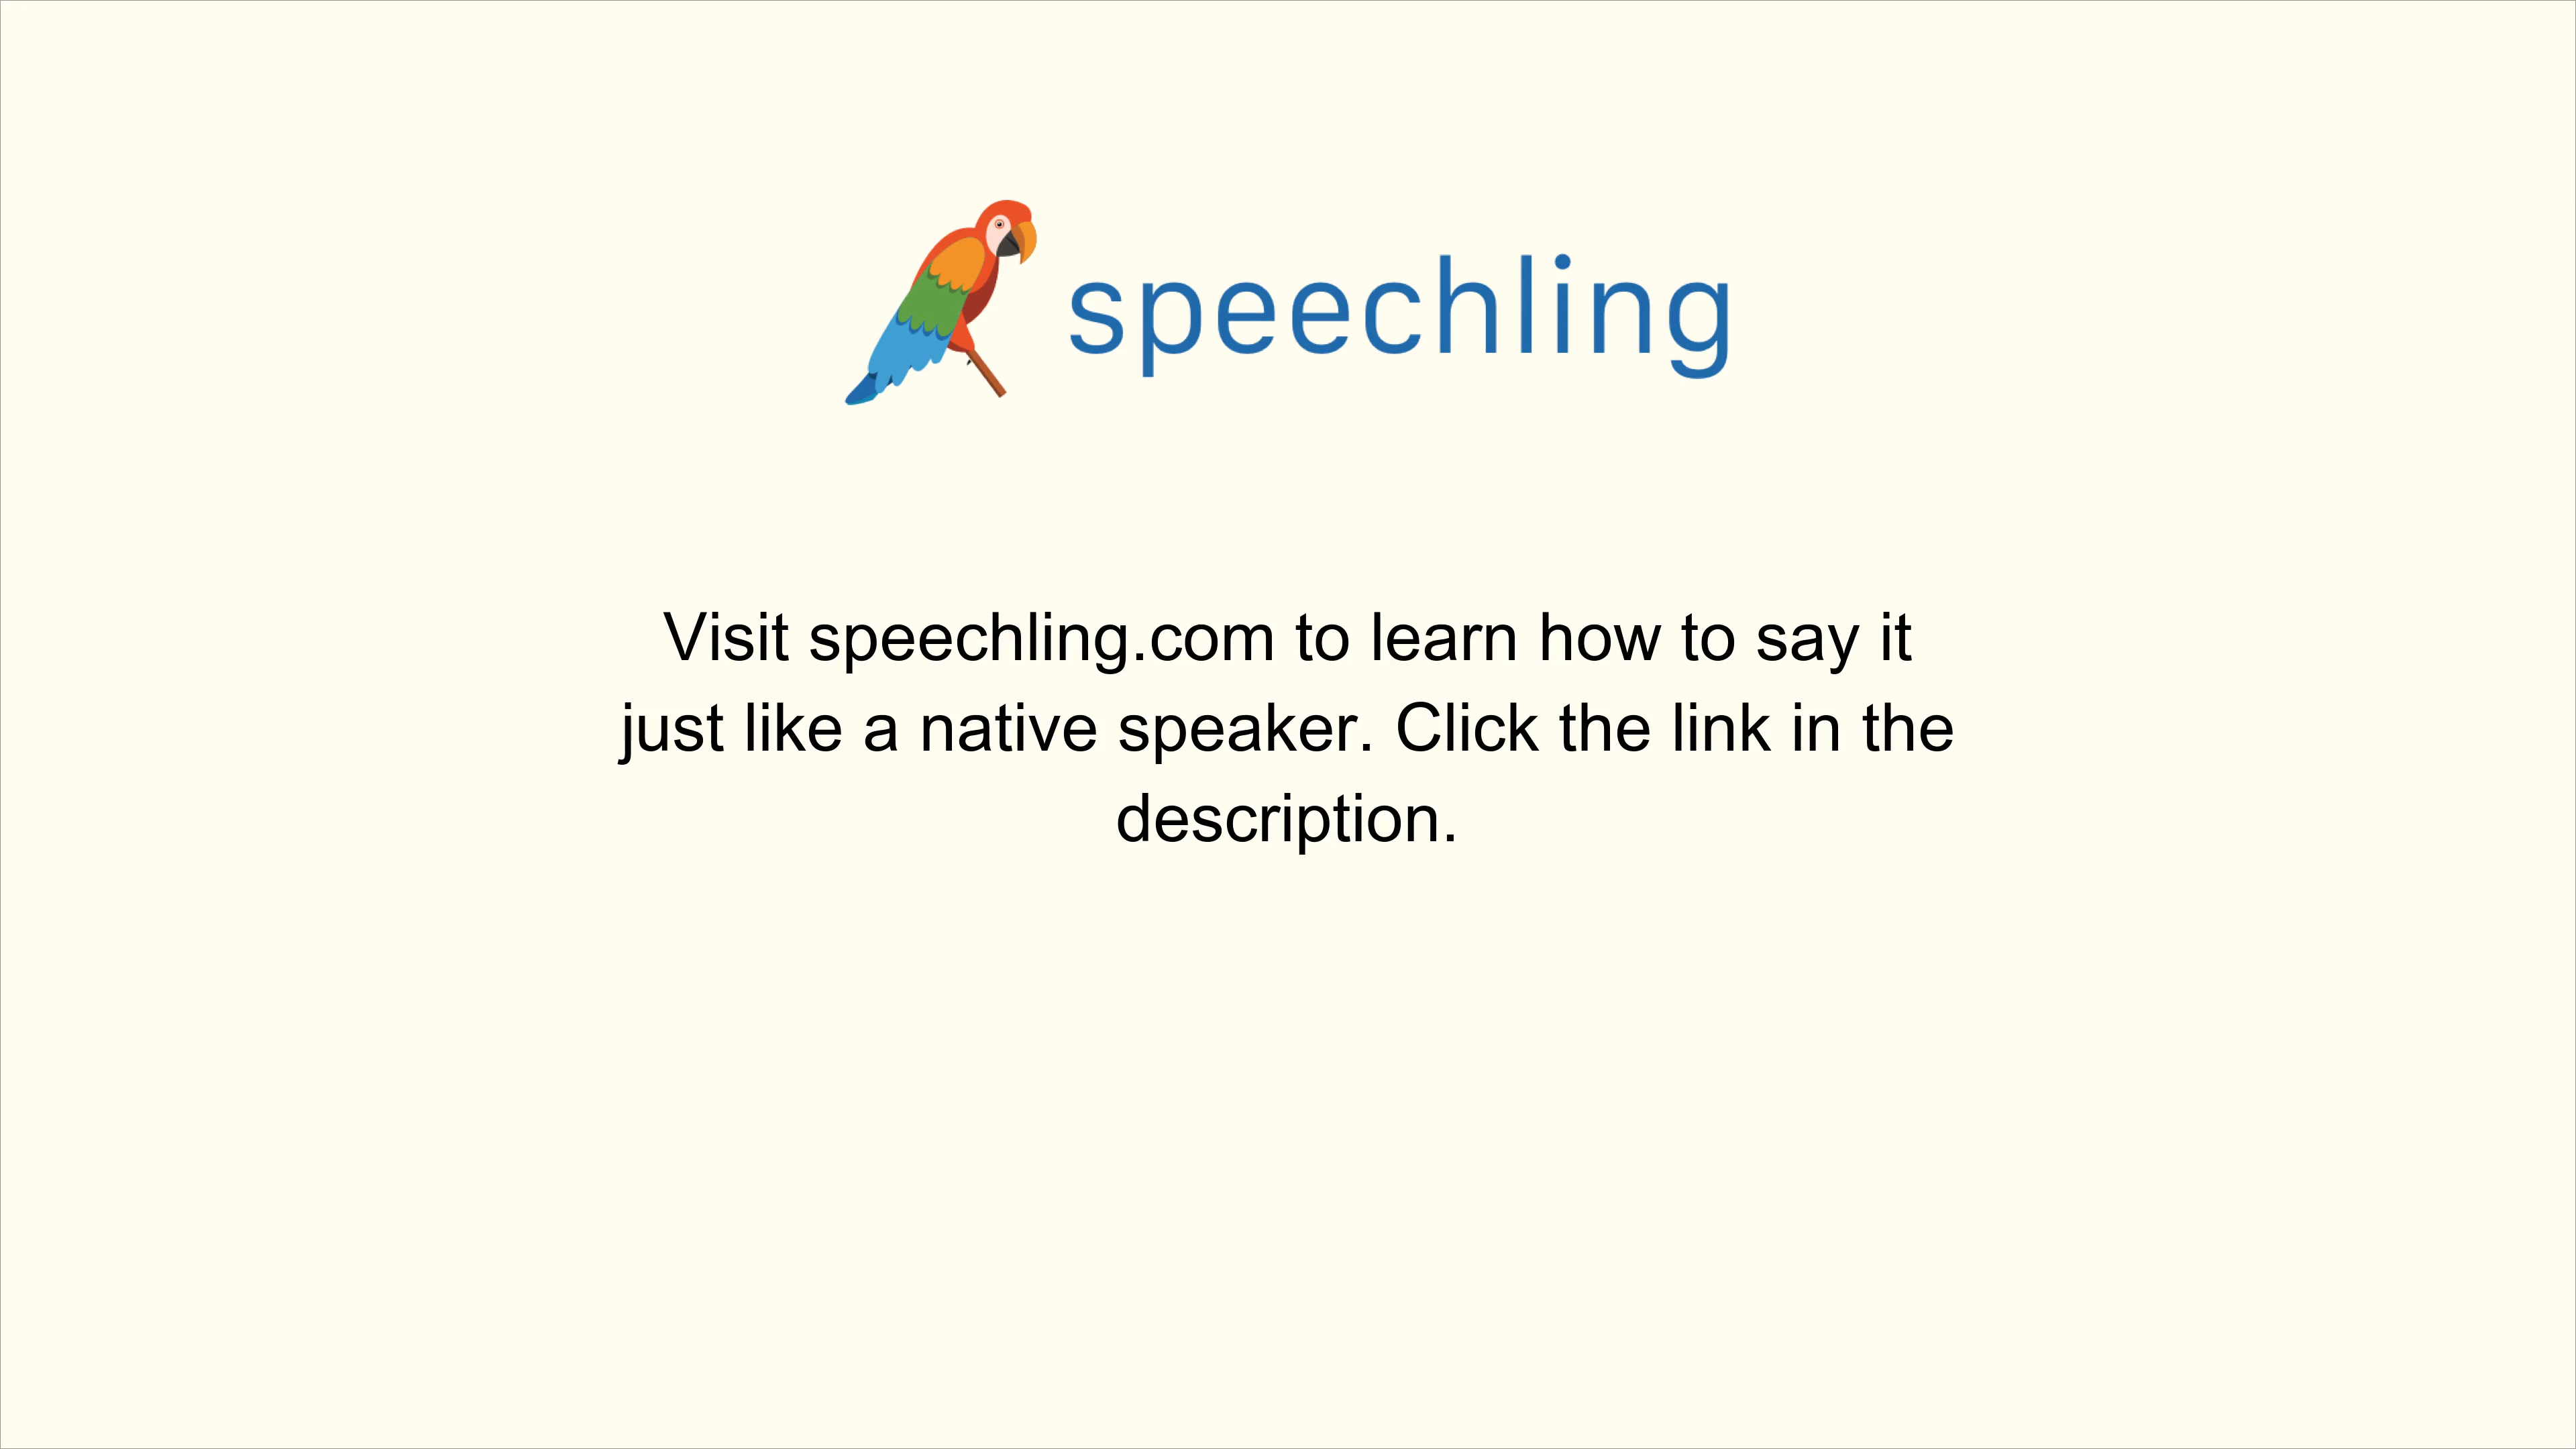 speechling
Visit speechling.com to learn how to say it
just like a native speaker. Click the link in the
description.